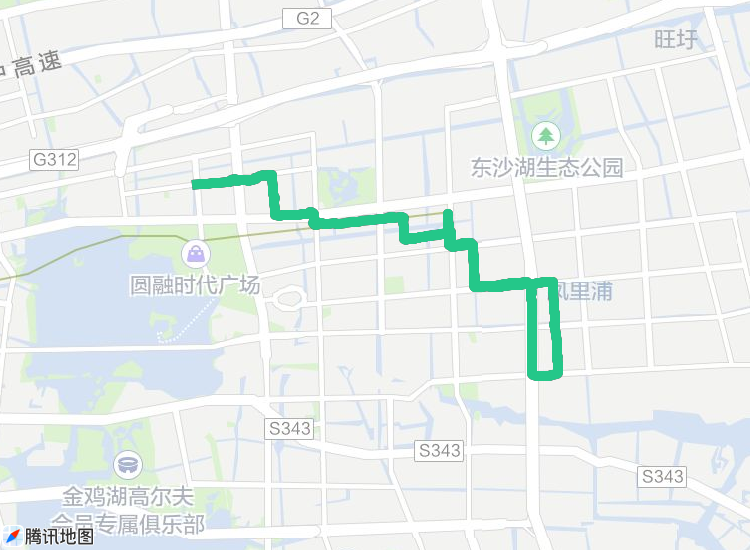 G2
旺圩
中高速
G312
东沙湖生态公园
圆融时代广场
凤里浦
S343
S343
S343
金鸡湖高尔夫
会员专属俱乐部
腾讯地图